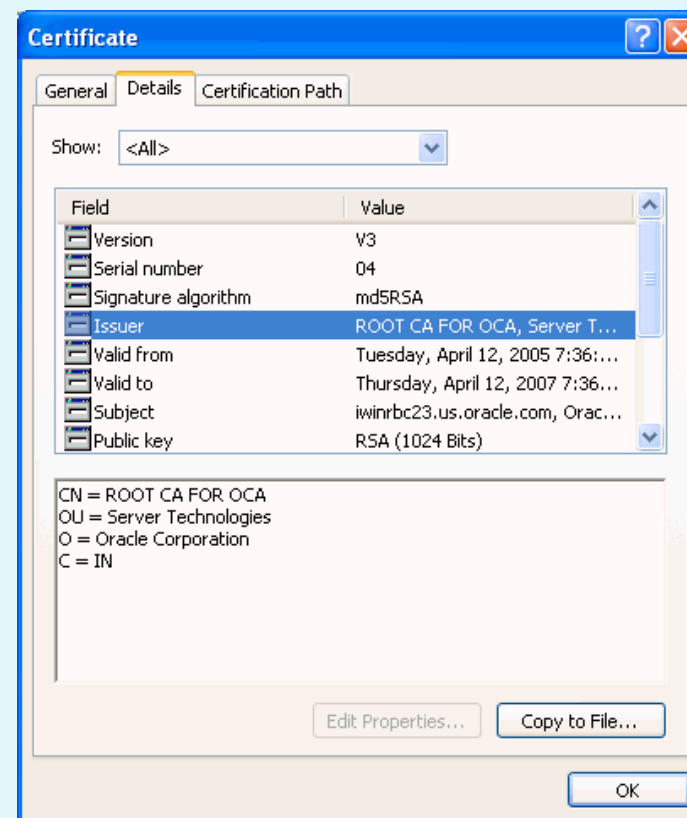 Certificate
General Details Certification Path
Show: <All>
Field Value
Version V3
Serial number 04
Signature algorithm md5RSA
Issuer ROOT CA FOR OCA, Server T...
Valid from Tuesday, April 12, 2005 7:36:...
Valid to Thursday, April 12, 2007 7:36...
Subject iwinrbc23.us.oracle.com, Orac...
Public key RSA (1024 Bits)
CN = ROOT CA FOR OCA
OU = Server Technologies
O = Oracle Corporation
C = IN
Edit Properties... Copy to File...
OK